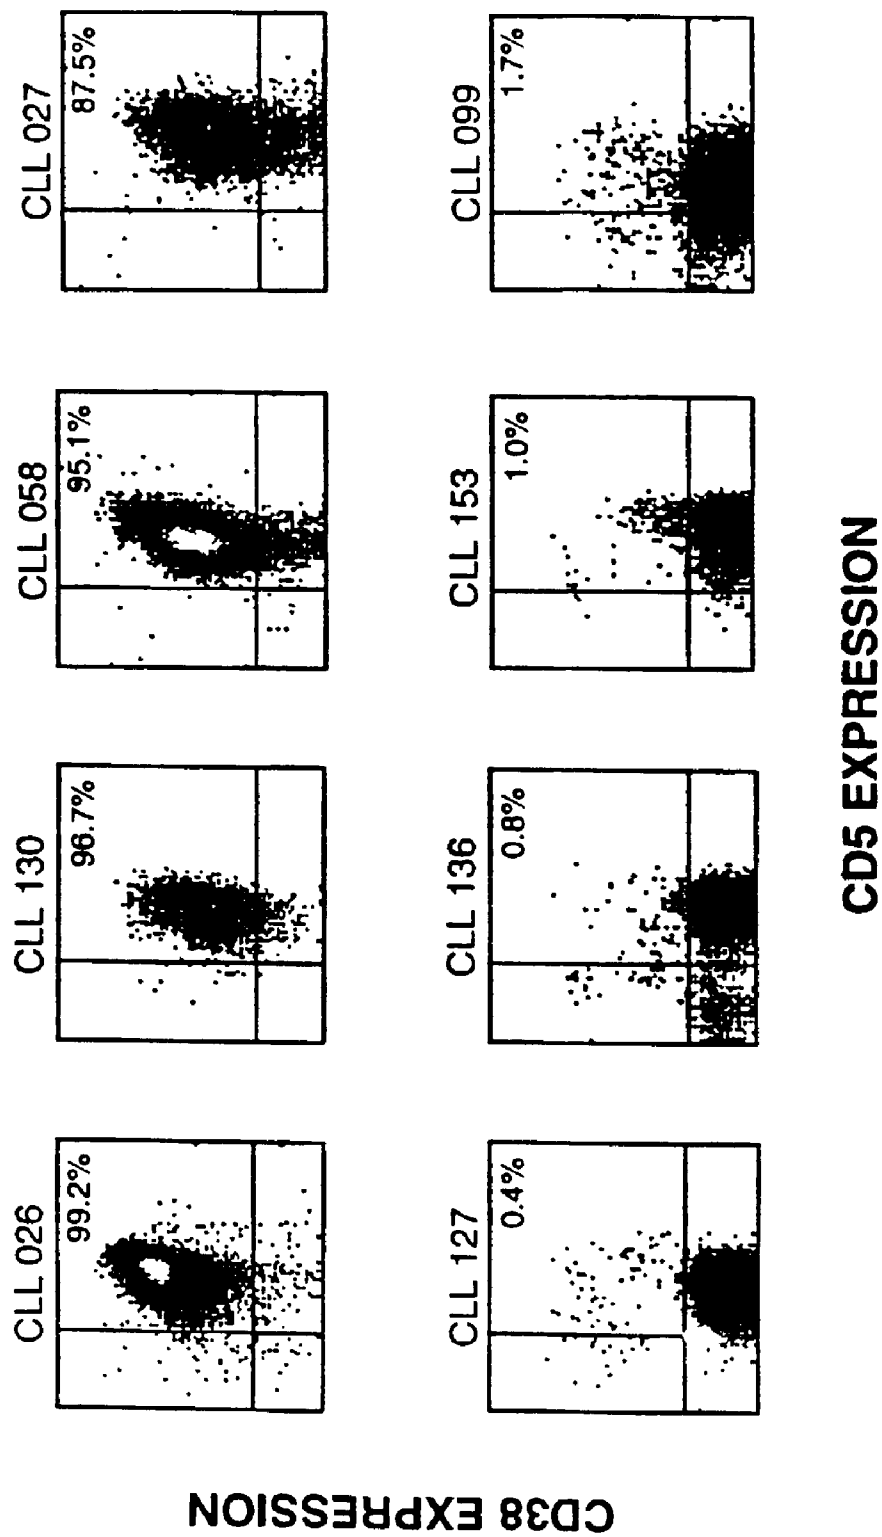 CLL 026
99.2%
CLL 130
96.7%
CLL 058
95.1%
CLL 027
87.5%
CLL 127
0.4%
CLL 136
0.8%
CLL 153
1.0%
CLL 099
1.7%
CD38 EXPRESSION
CD5 EXPRESSION